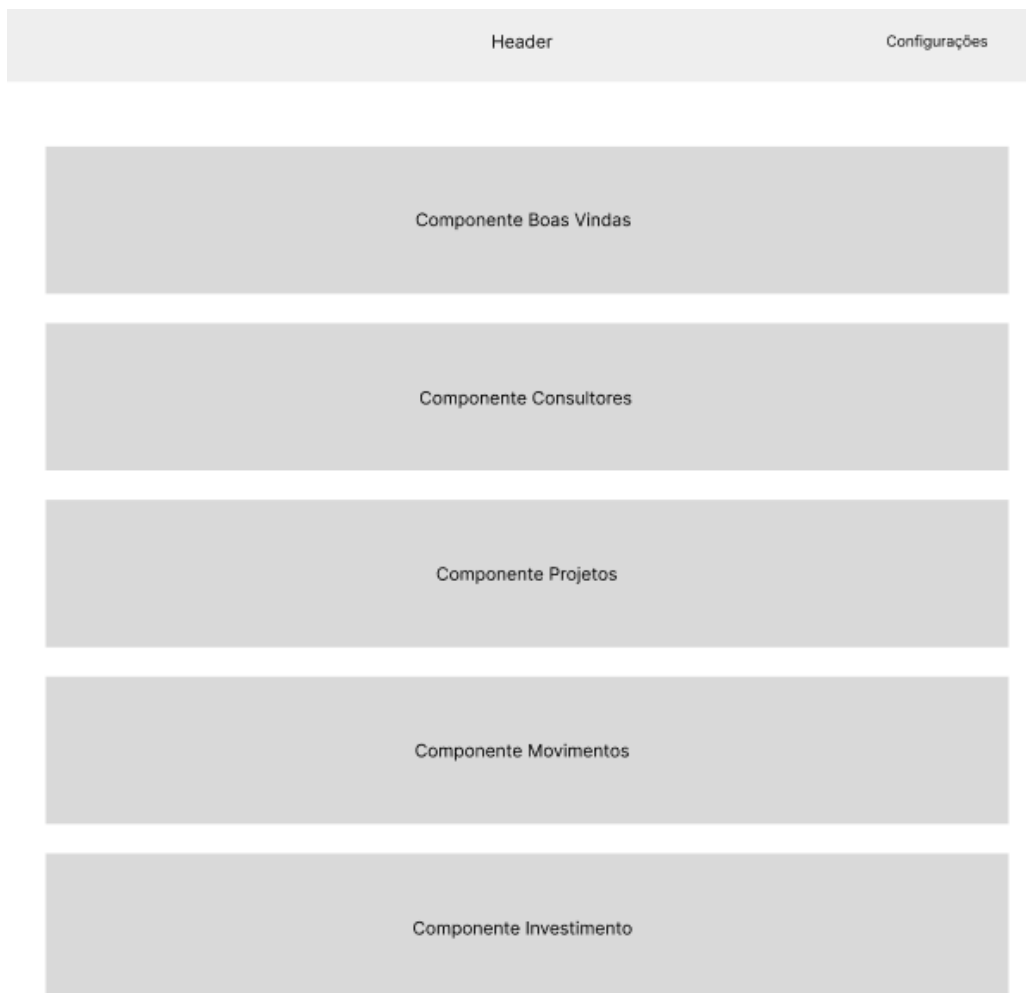 Header
Configurações
Componente Boas Vindas
Componente Consultores
Componente Projetos
Componente Movimentos
Componente Investimento